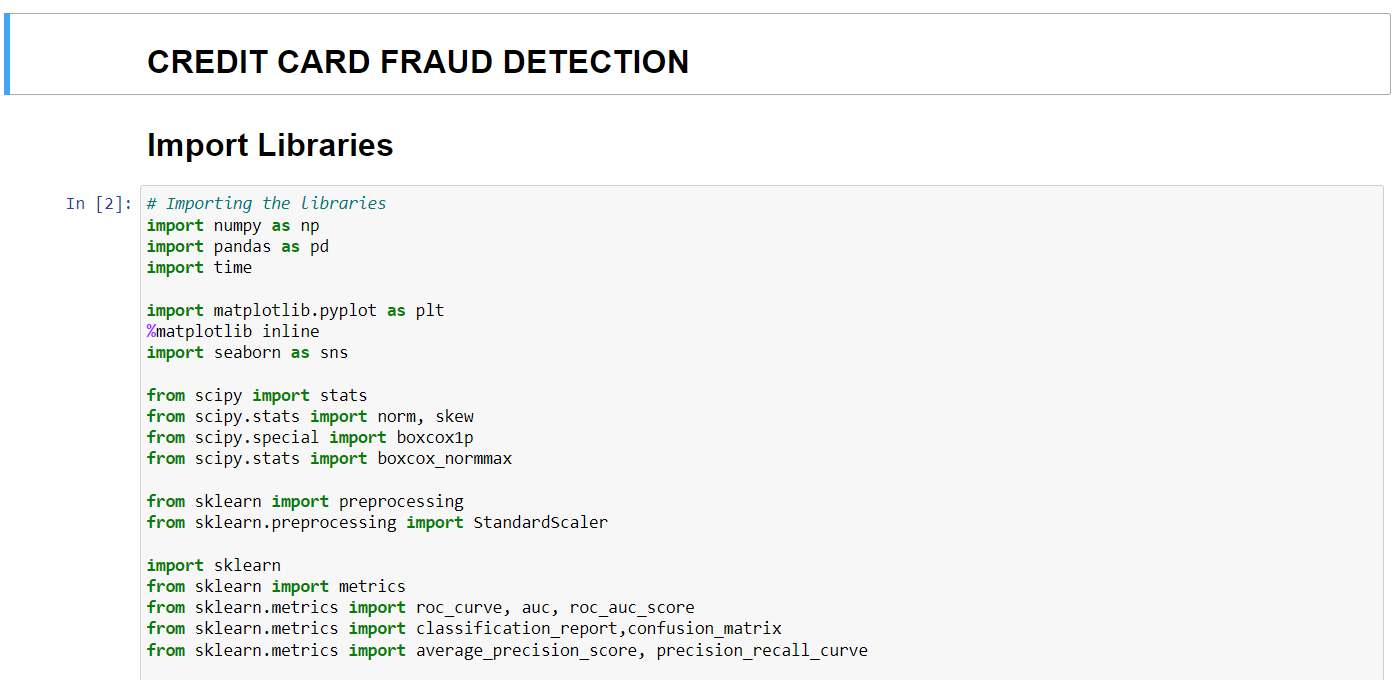 CREDIT CARD FRAUD DETECTION
Import Libraries
In [2]:
# Importing the libraries
import numpy as np
import pandas as pd
import time
import matplotlib.pyplot as plt
%matplotlib inline
import seaborn as sns
from scipy import stats
from scipy.stats import norm, skew
from scipy.special import boxcox1p
from scipy.stats import boxcox_normmax
from sklearn import preprocessing
from sklearn.preprocessing import StandardScaler
import sklearn
from sklearn import metrics
from sklearn.metrics import roc_curve, auc, roc_auc_score
from sklearn.metrics import classification_report,confusion_matrix
from sklearn.metrics import average_precision_score, precision_recall_curve